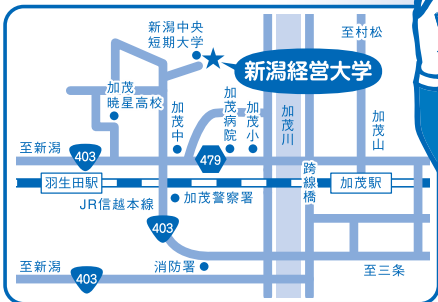 新潟中央
短期大学
至村松
新潟経営大学
加茂
暁星高校
加茂中
加茂病院
加茂小
加茂川
加茂山
至新潟
403
479
羽生田駅
跨線橋
加茂駅
JR信越本線
加茂警察署
403
至新潟
403
消防署
至三条